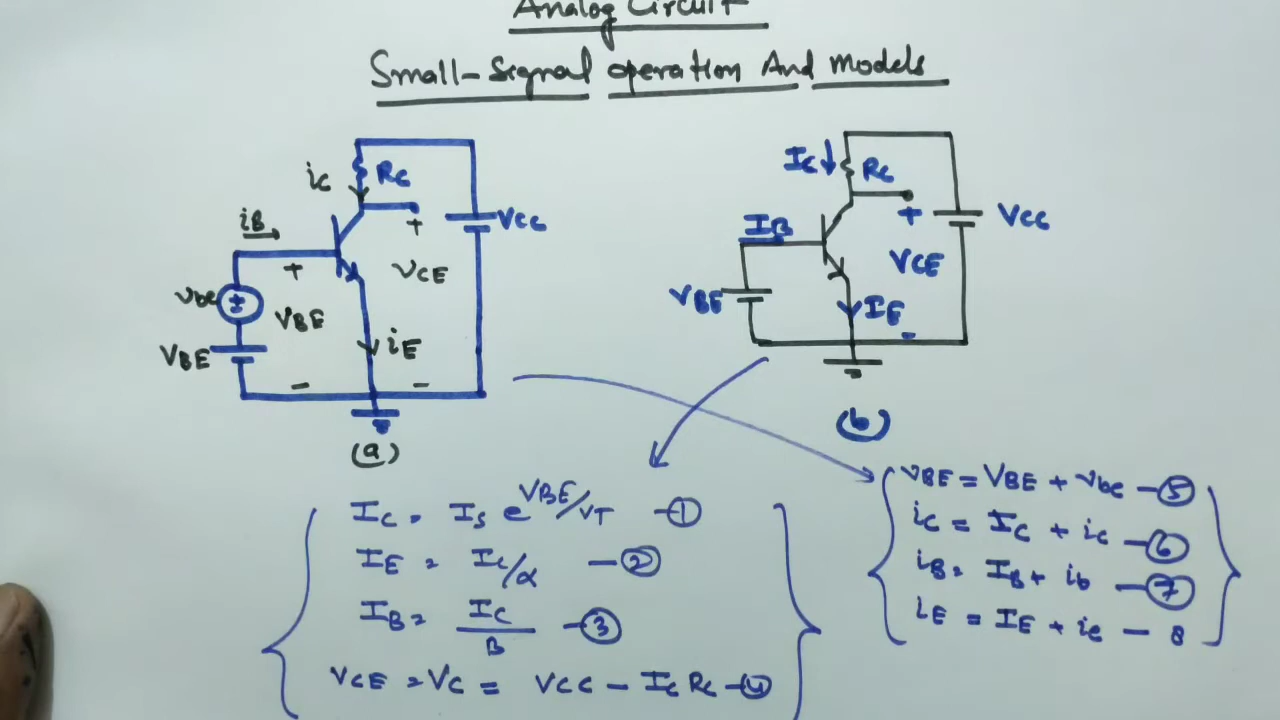 Analog Circuit
Small-Signal operation And models
ic
Rc
iB
+
+
VCC
vCE
vbe
±
vBE
VBE
iE
-
-
(a)
Ic ↓
Rc
IB
+
VCC
VCE
VBE
IE
-
(b)
Ic = Is e^VBE/VT —①
IE = Ic/α —②
IB = Ic/B —③
VCE = VC = VCC - Ic Rc —④
vBE = VBE + vbe —⑤
ic = Ic + ic —⑥
iB = IB + ib —⑦
iE = IE + ie — 8